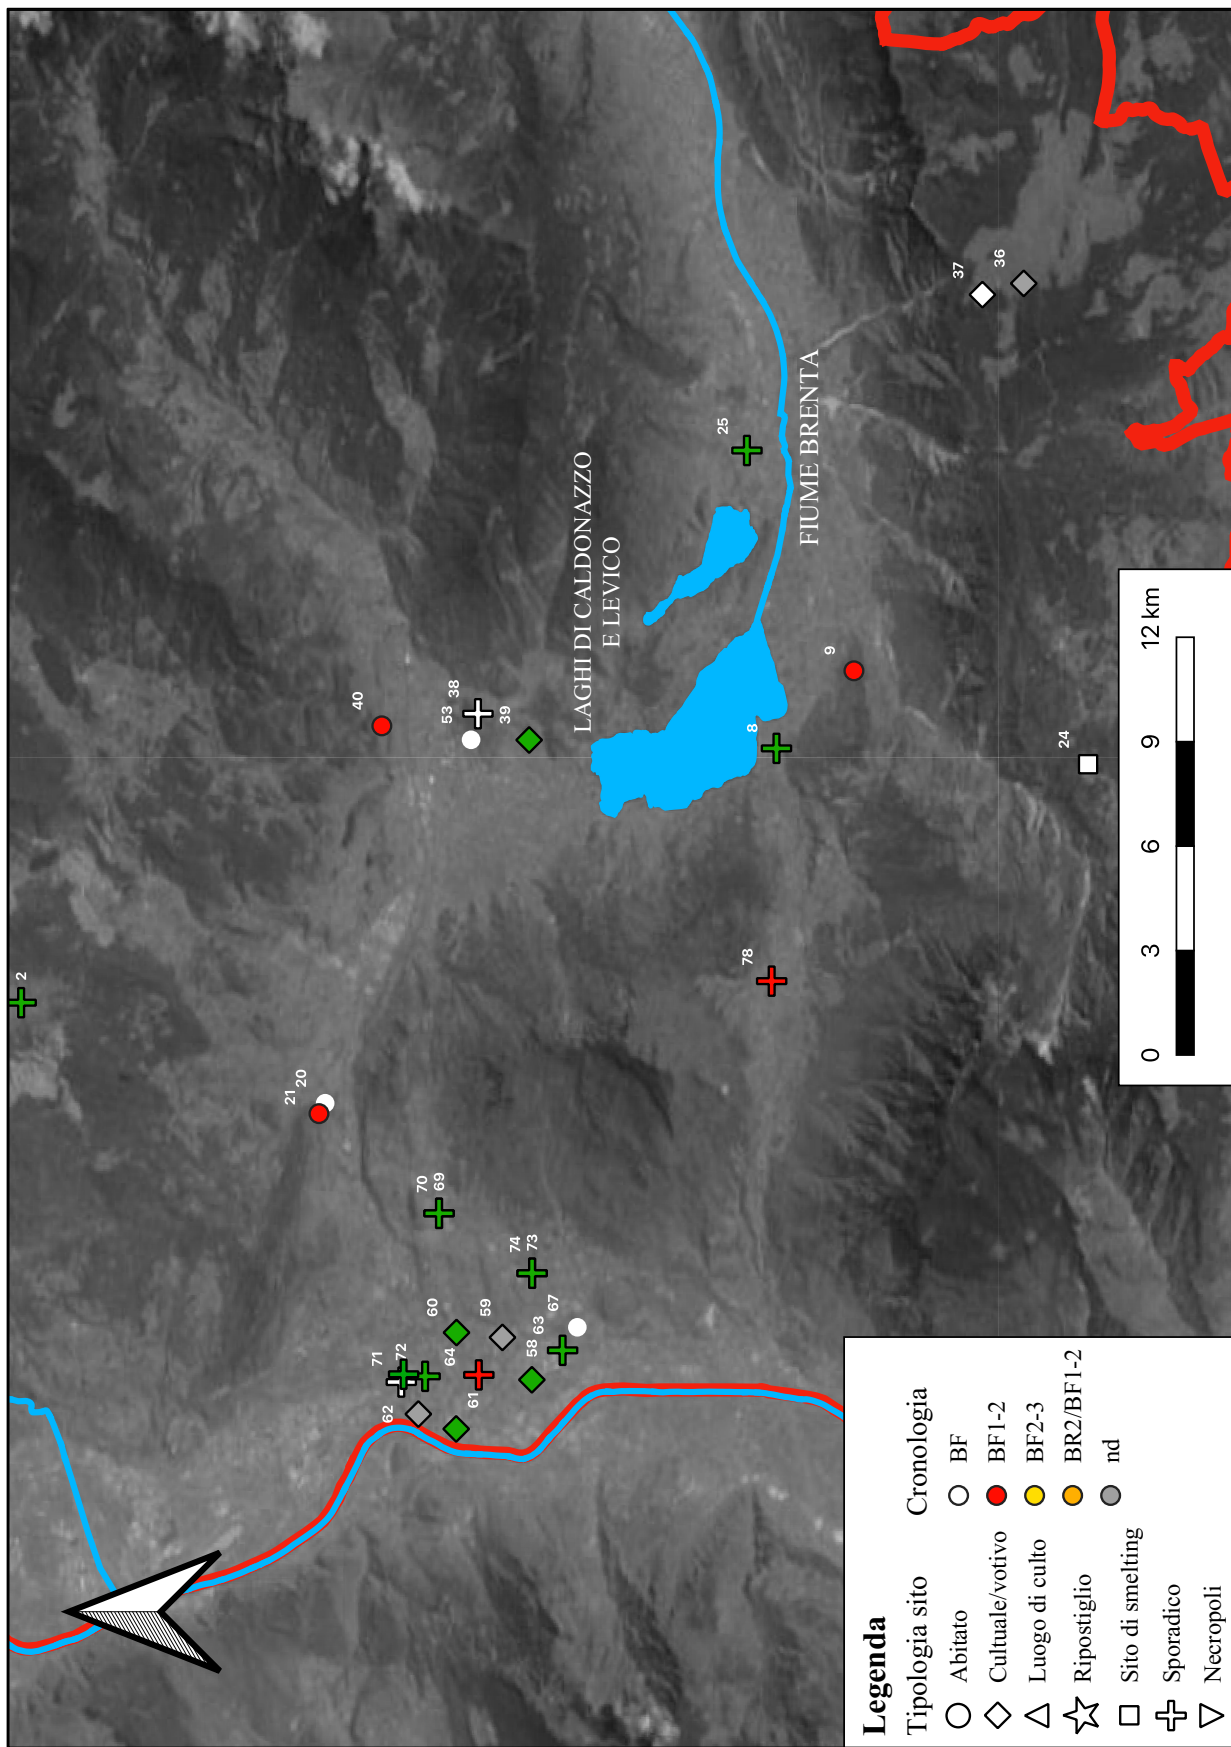 2
40
53 38
39
21 20
70
69
74
73
60
59
67
63
58
64
71
72
62
61
LAGHI DI CALDONAZZO
E LEVICO
25
FIUME BRENTA
8
9
78
24
37
36
0 3 6 9 12 km
Legenda
Tipologia sito
Abitato
Cultuale/votivo
Luogo di culto
Ripostiglio
Sito di smelting
Sporadico
Necropoli
Cronologia
BF
BF1-2
BF2-3
BR2/BF1-2
nd